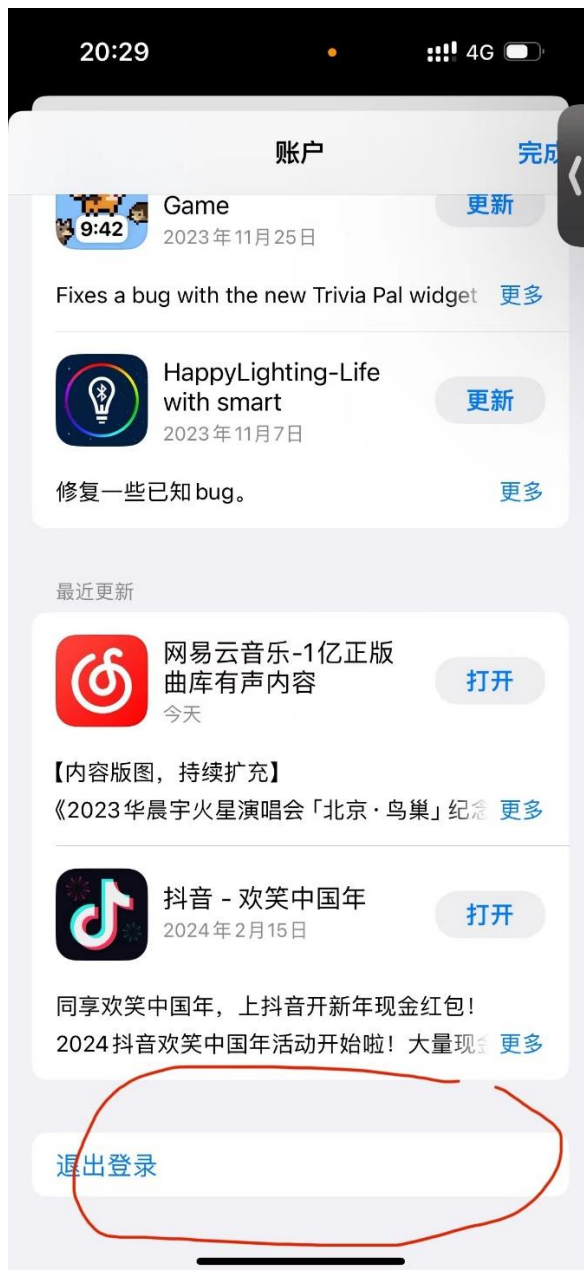 20:29
4G
账户
完成
9:42
Game
更新
2023年11月25日
Fixes a bug with the new Trivia Pal widget 更多
HappyLighting-Life
with smart
更新
2023年11月7日
修复一些已知bug。
更多
最近更新
网易云音乐-1亿正版
曲库有声内容
打开
今天
【内容版图，持续扩充】
《2023华晨宇火星演唱会「北京·鸟巢」纪念 更多
抖音 - 欢笑中国年
打开
2024年2月15日
同享欢笑中国年，上抖音开新年现金红包！
2024抖音欢笑中国年活动开始啦！大量现金 更多
退出登录